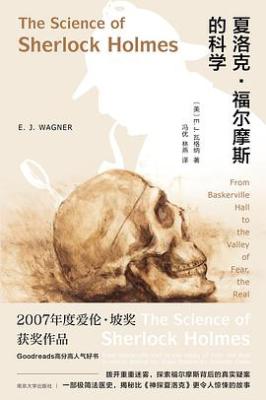 The Science of
Sherlock Holmes
夏洛克·福尔摩斯
的科学
E. J. WAGNER
［美］E. J. 瓦格纳 著
冯优 林燕 译
From
Baskerville
Hall
to the
Valley
of
Fear,
the Real
2007年度爱伦·坡奖
获奖作品
The Science of
Sherlock Holmes
Goodreads高分高人气好书
南京大学出版社
拨开重重迷雾，探索福尔摩斯背后的真实疑案
一部极简法医史，揭秘比《神探夏洛克》更令人惊悚的故事